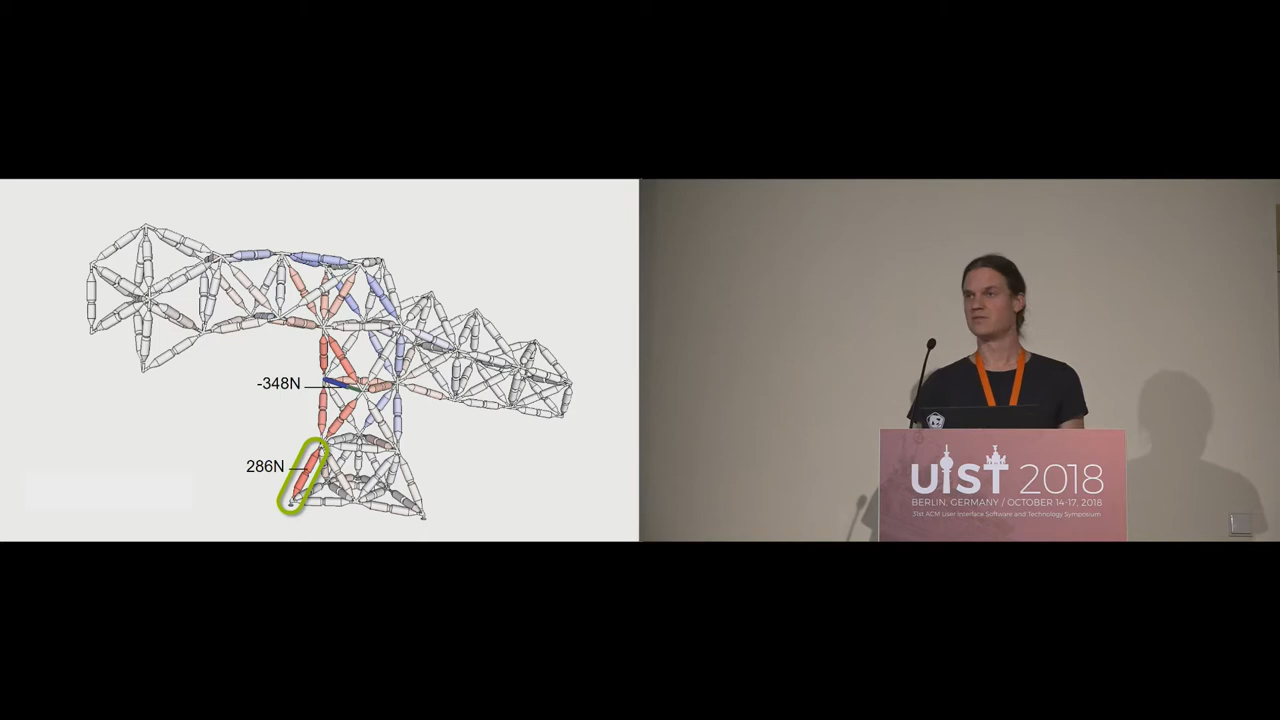 -348N
286N
UIST 2018
BERLIN, GERMANY / OCTOBER 14-17, 2018
31st ACM User Interface Software and Technology Symposium